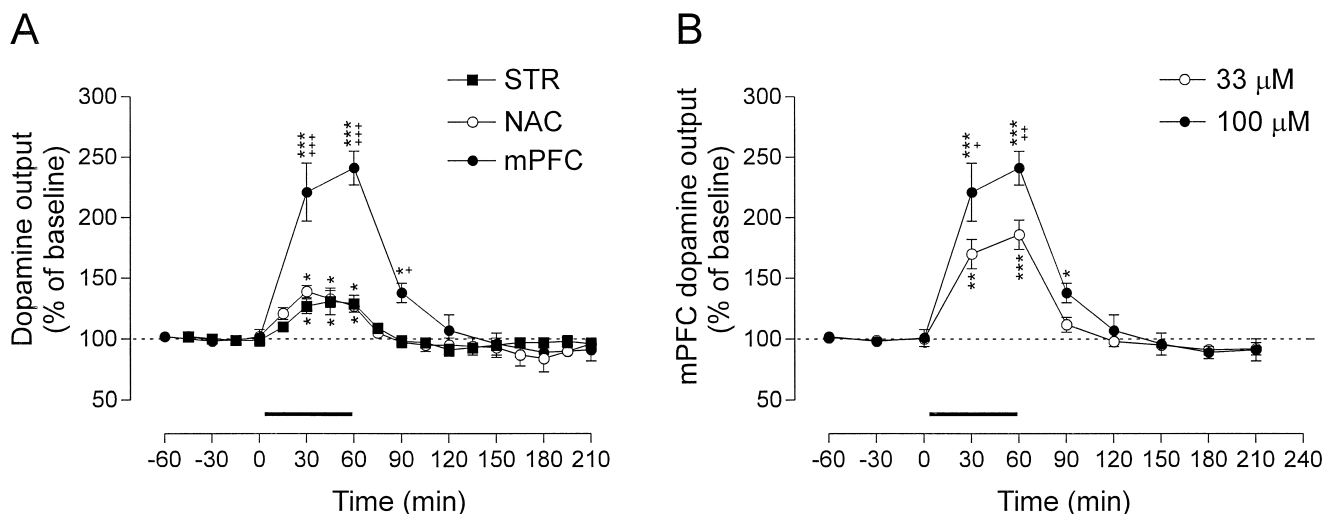 A
STR
NAC
mPFC
Dopamine output
(% of baseline)
300
250
200
150
100
50
***
+++
***
+++
*+
*
*
*
*
*
*
-60 -30 0 30 60 90 120 150 180 210
Time (min)
B
33 μM
100 μM
mPFC dopamine output
(% of baseline)
300
250
200
150
100
50
***
+
***
++
*
**
***
-60 -30 0 30 60 90 120 150 180 210 240
Time (min)